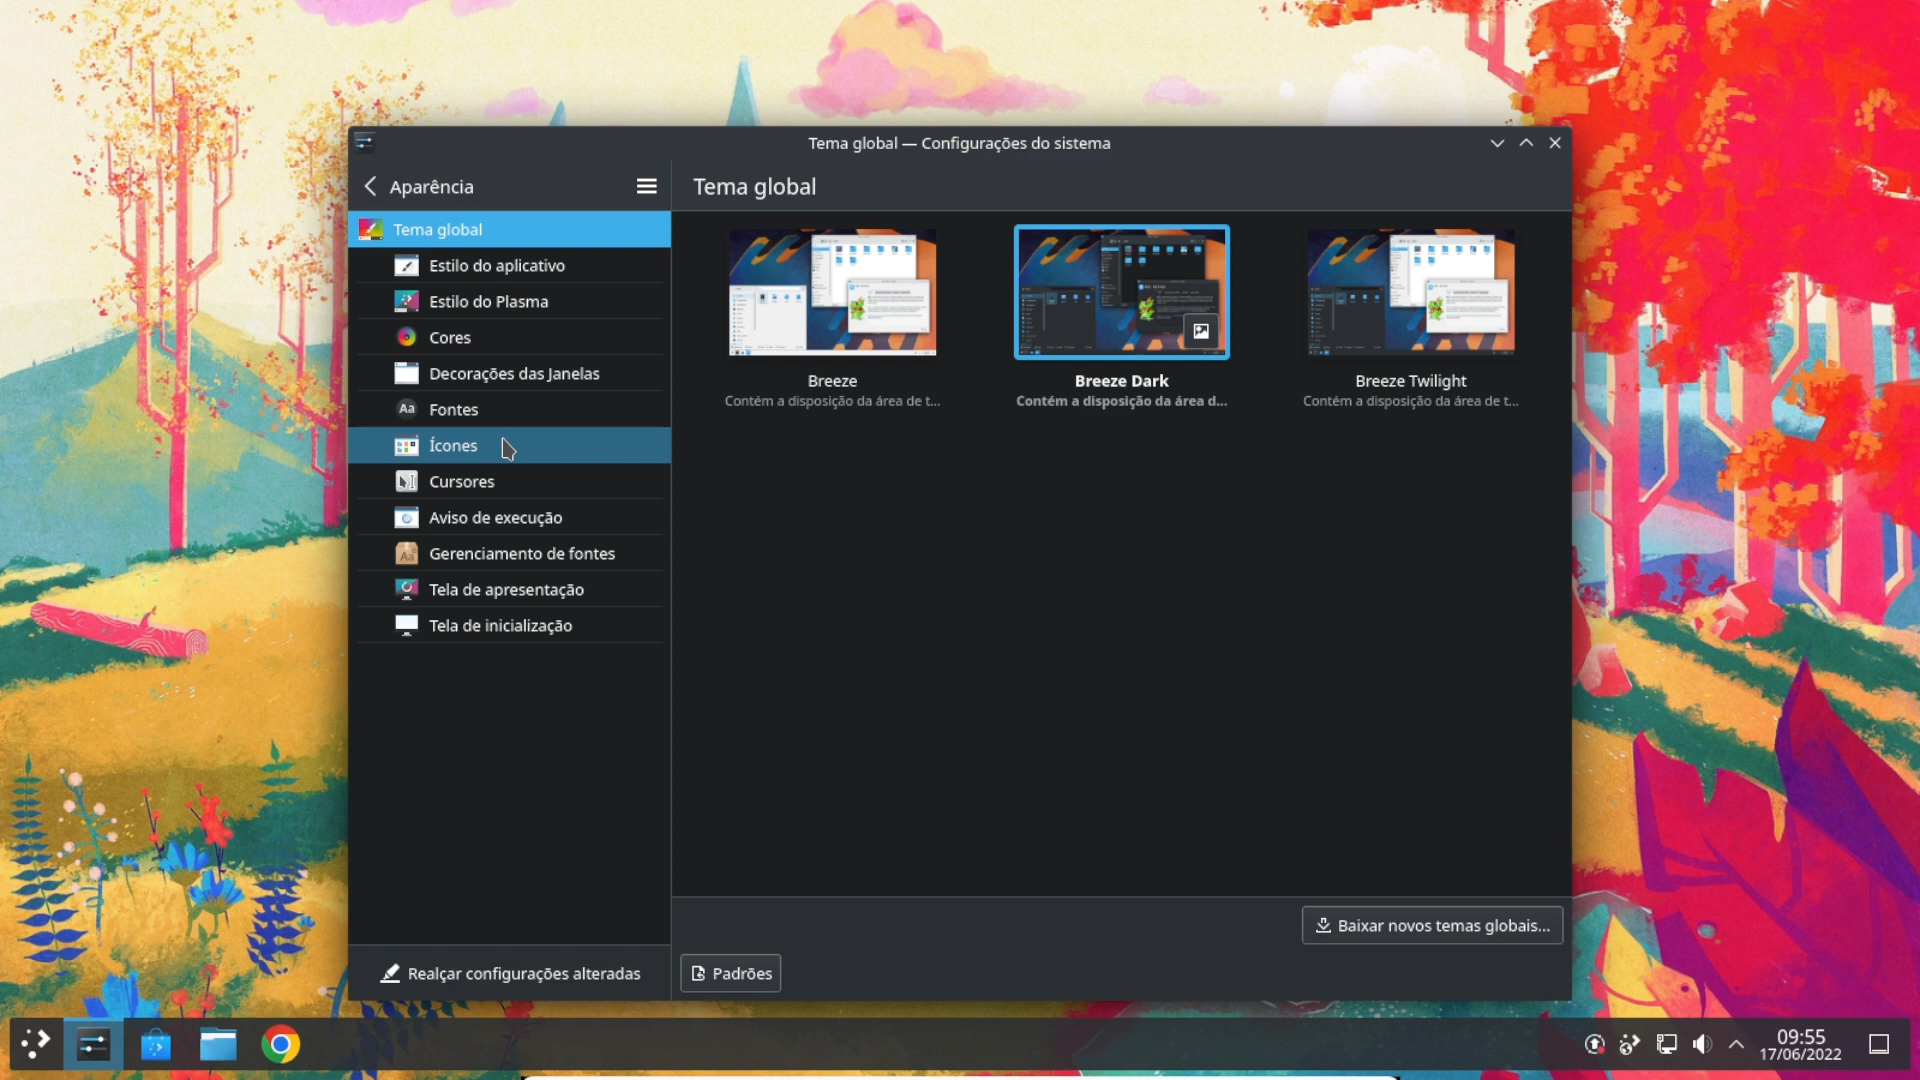 Tema global — Configurações do sistema
Aparência
Tema global
Tema global
Estilo do aplicativo
Estilo do Plasma
Cores
Decorações das Janelas
Aa Fontes
Ícones
Cursores
Aviso de execução
Aa Gerenciamento de fontes
Tela de apresentação
Tela de inicialização
Breeze
Contém a disposição da área de t...
Breeze Dark
Contém a disposição da área d...
Breeze Twilight
Contém a disposição da área de t...
Baixar novos temas globais...
Realçar configurações alteradas
Padrões
09:55
17/06/2022